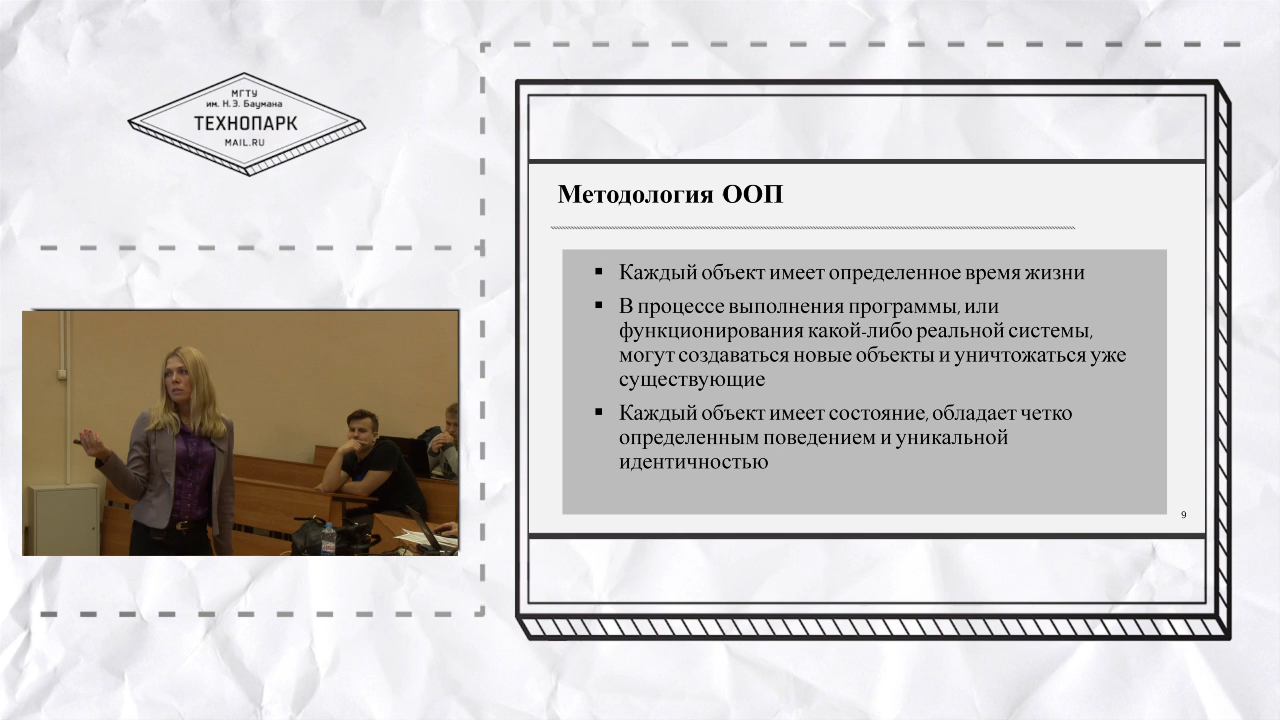 МГТУ
им. Н.Э. Баумана
ТЕХНОПАРК
MAIL.RU
Методология ООП
Каждый объект имеет определенное время жизни
В процессе выполнения программы, или
функционирования какой-либо реальной системы,
могут создаваться новые объекты и уничтожаться уже
существующие
Каждый объект имеет состояние, обладает четко
определенным поведением и уникальной
идентичностью
9